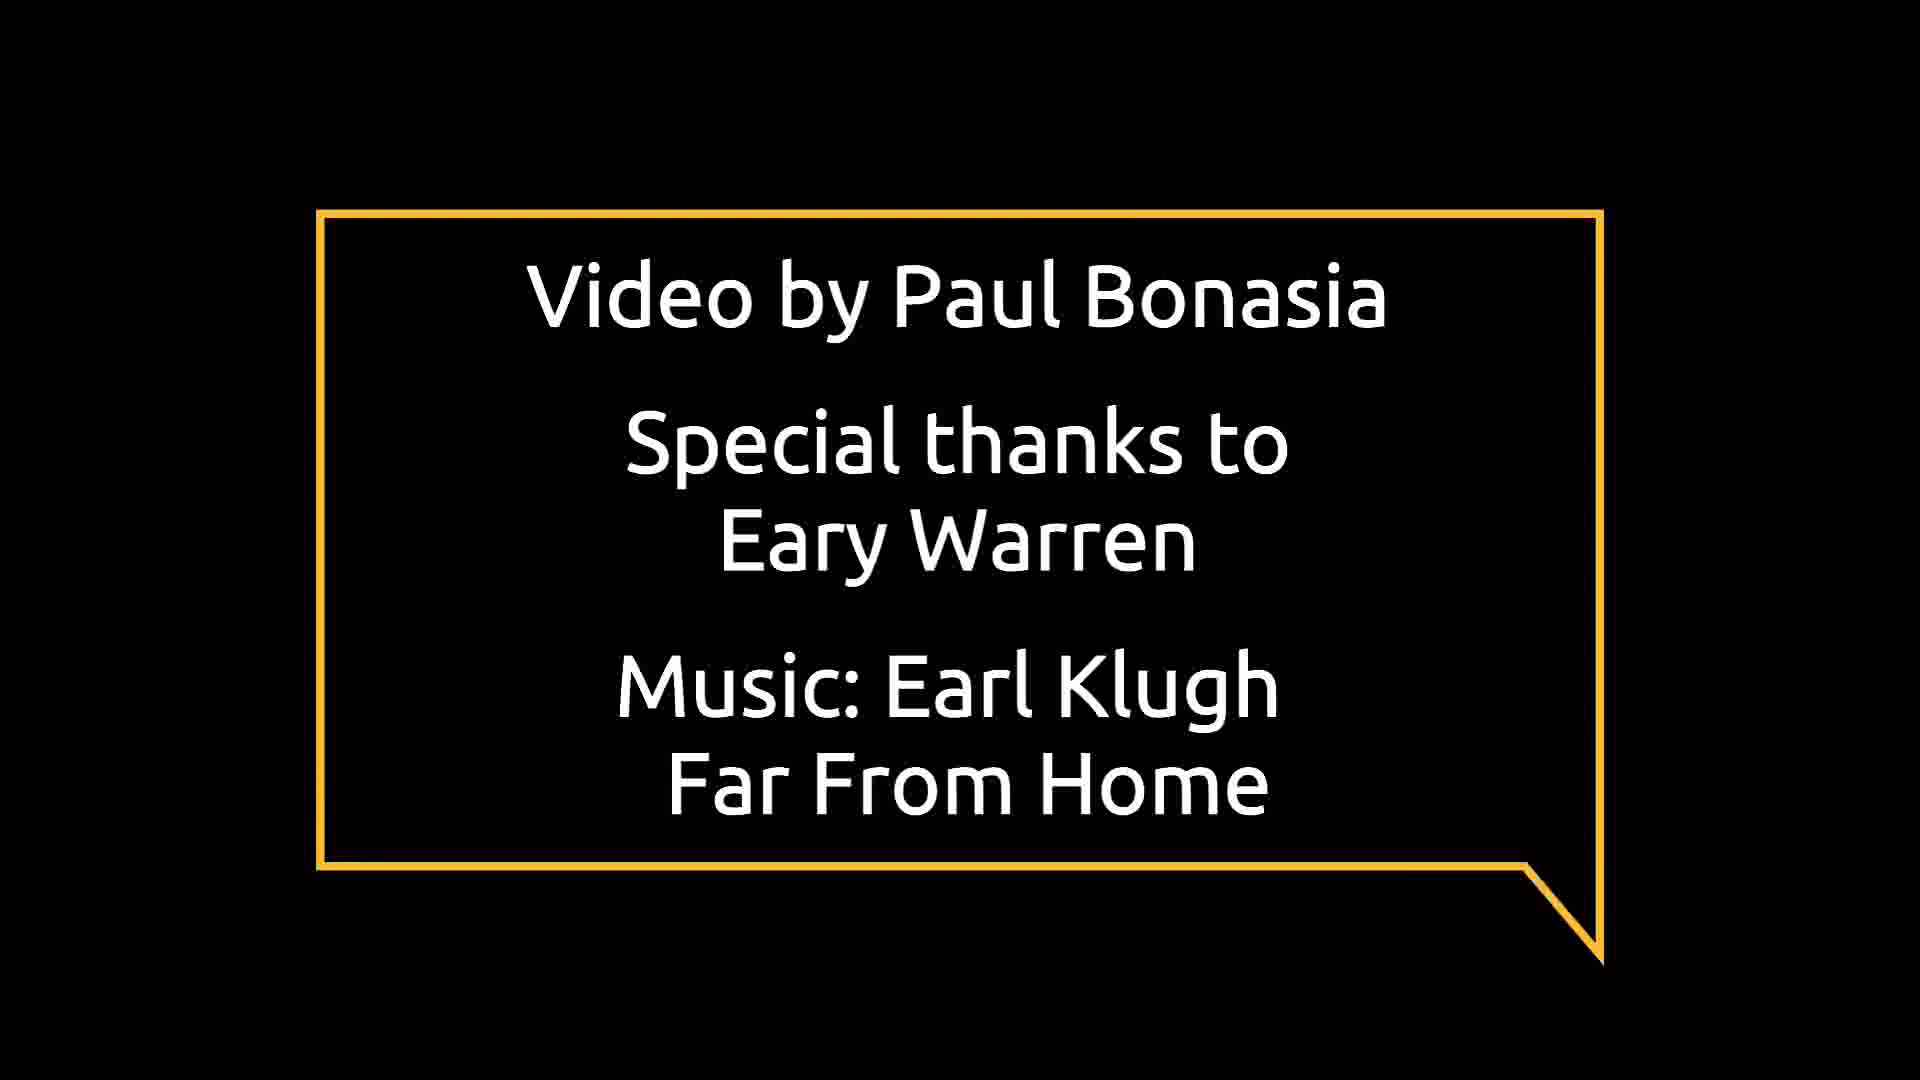 Video by Paul Bonasia
Special thanks to
Eary Warren
Music: Earl Klugh
Far From Home